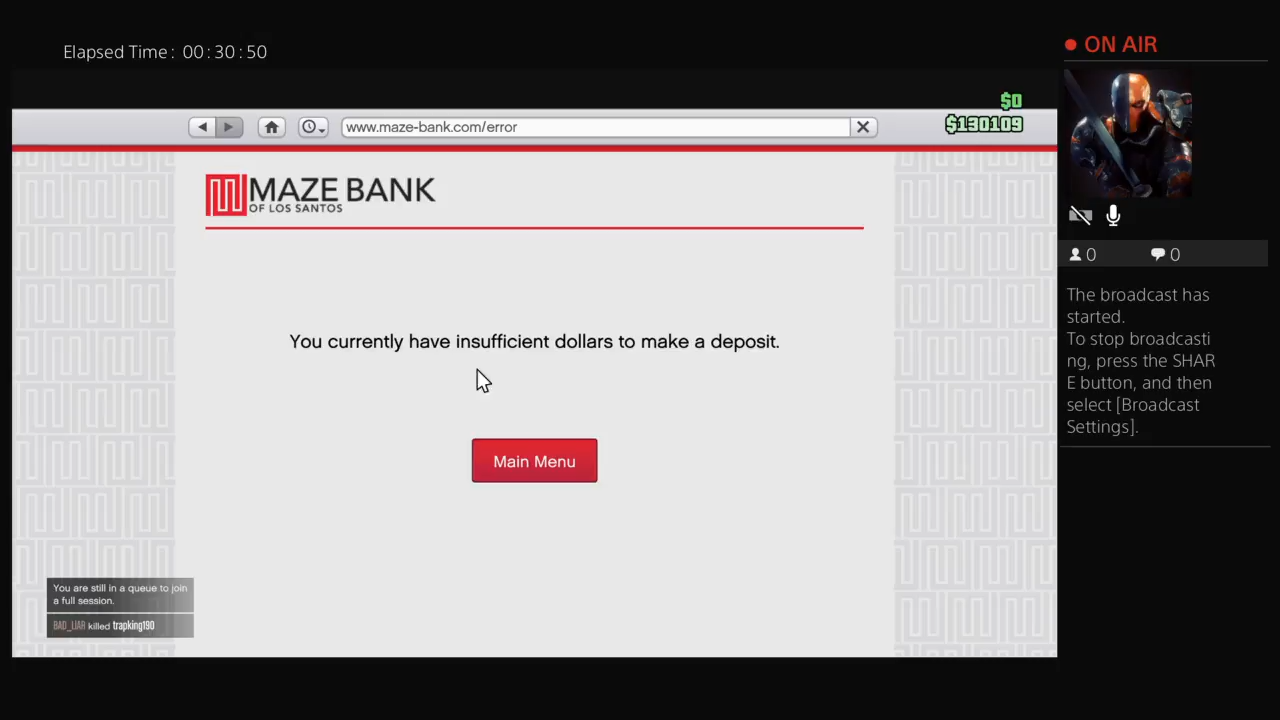 Elapsed Time: 00:30:50
ON AIR
$0
www.maze-bank.com/error
$130109
MAZE BANK
OF LOS SANTOS
0 0
The broadcast has
started.
To stop broadcasti
ng, press the SHAR
E button, and then
select [Broadcast
Settings].
You currently have insufficient dollars to make a deposit.
Main Menu
You are still in a queue to join
a full session.
BAD_LIAR killed trapking190